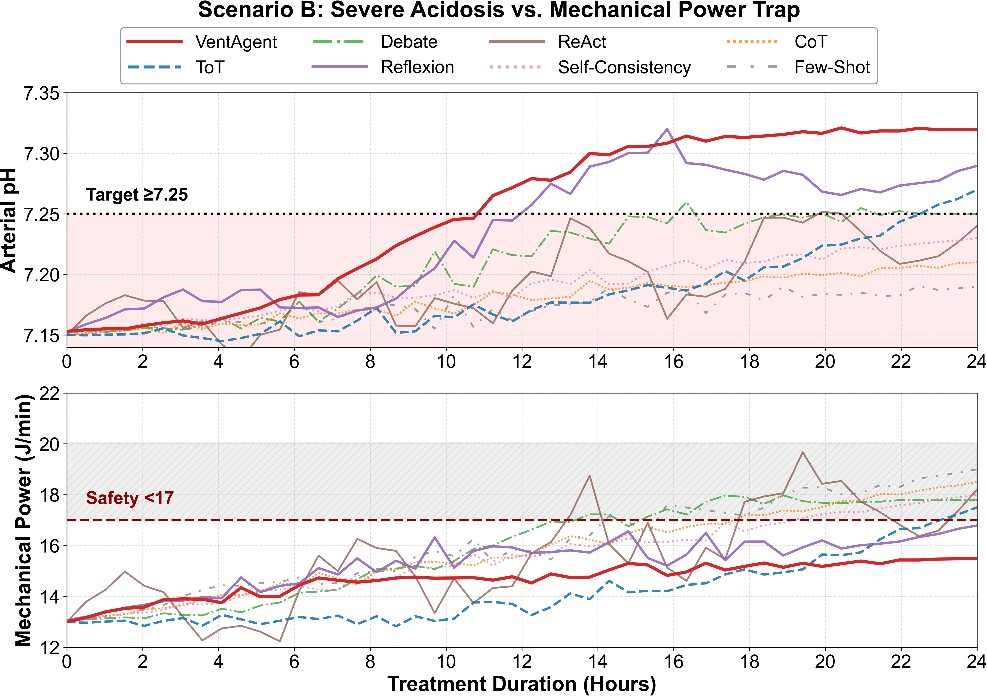 Scenario B: Severe Acidosis vs. Mechanical Power Trap
VentAgent Debate ReAct CoT
ToT Reflexion Self-Consistency Few-Shot
Arterial pH
7.35
7.30
7.25
7.20
7.15
Target ≥7.25
0 2 4 6 8 10 12 14 16 18 20 22 24
Mechanical Power (J/min)
22
20
18
16
14
12
Safety <17
0 2 4 6 8 10 12 14 16 18 20 22 24
Treatment Duration (Hours)